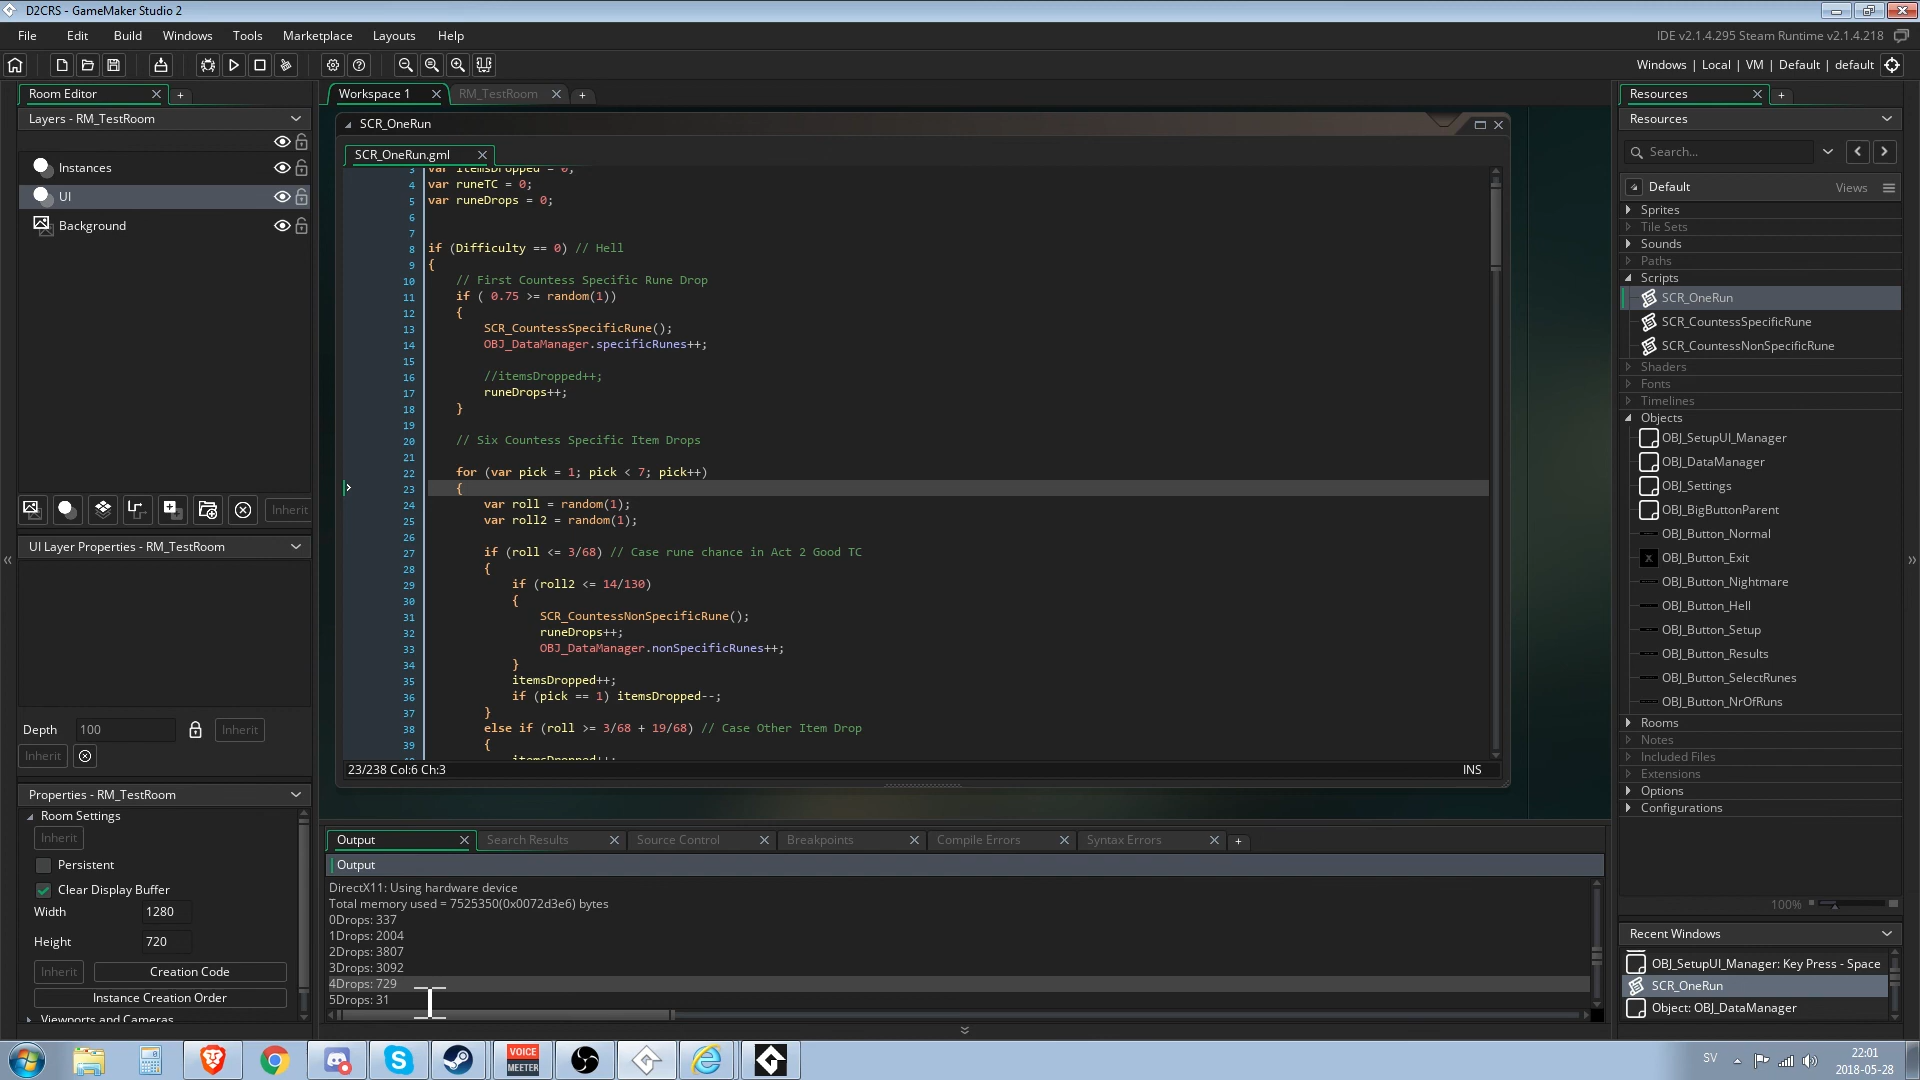 D2CRS - GameMaker Studio 2
File Edit Build Windows Tools Marketplace Layouts Help
IDE v2.1.4.295 Steam Runtime v2.1.4.218
Windows | Local | VM | Default | default
Room Editor
Layers - RM_TestRoom
Instances
UI
Background
Inherit
UI Layer Properties - RM_TestRoom
Depth 100 Inherit
Inherit
Properties - RM_TestRoom
Room Settings
Inherit
Persistent
Clear Display Buffer
Width 1280
Height 720
Inherit Creation Code
Instance Creation Order
Viewports and Cameras
Workspace 1 RM_TestRoom
SCR_OneRun
SCR_OneRun.gml
3 var itemsDropped = 0;
4 var runeTC = 0;
5 var runeDrops = 0;
6
7
8 if (Difficulty == 0) // Hell
9 {
10 // First Countess Specific Rune Drop
11 if ( 0.75 >= random(1))
12 {
13 SCR_CountessSpecificRune();
14 OBJ_DataManager.specificRunes++;
15
16 //itemsDropped++;
17 runeDrops++;
18 }
19
20 // Six Countess Specific Item Drops
21
22 for (var pick = 1; pick < 7; pick++)
23 {
24 var roll = random(1);
25 var roll2 = random(1);
26
27 if (roll <= 3/68) // Case rune chance in Act 2 Good TC
28 {
29 if (roll2 <= 14/130)
30 {
31 SCR_CountessNonSpecificRune();
32 runeDrops++;
33 OBJ_DataManager.nonSpecificRunes++;
34 }
35 itemsDropped++;
36 if (pick == 1) itemsDropped--;
37 }
38 else if (roll >= 3/68 + 19/68) // Case Other Item Drop
39 {
itemsDropped++;
23/238 Col:6 Ch:3 INS
Output Search Results Source Control Breakpoints Compile Errors Syntax Errors
Output
DirectX11: Using hardware device
Total memory used = 7525350(0x0072d3e6) bytes
0Drops: 337
1Drops: 2004
2Drops: 3807
3Drops: 3092
4Drops: 729
5Drops: 31
Resources
Resources
Search...
Default Views
Sprites
Tile Sets
Sounds
Paths
Scripts
SCR_OneRun
SCR_CountessSpecificRune
SCR_CountessNonSpecificRune
Shaders
Fonts
Timelines
Objects
OBJ_SetupUI_Manager
OBJ_DataManager
OBJ_Settings
OBJ_BigButtonParent
OBJ_Button_Normal
OBJ_Button_Exit
OBJ_Button_Nightmare
OBJ_Button_Hell
OBJ_Button_Setup
OBJ_Button_Results
OBJ_Button_SelectRunes
OBJ_Button_NrOfRuns
Rooms
Notes
Included Files
Extensions
Options
Configurations
100%
Recent Windows
OBJ_SetupUI_Manager: Key Press - Space
SCR_OneRun
Object: OBJ_DataManager
VOICE
MEETER
SV
22:01
2018-05-28